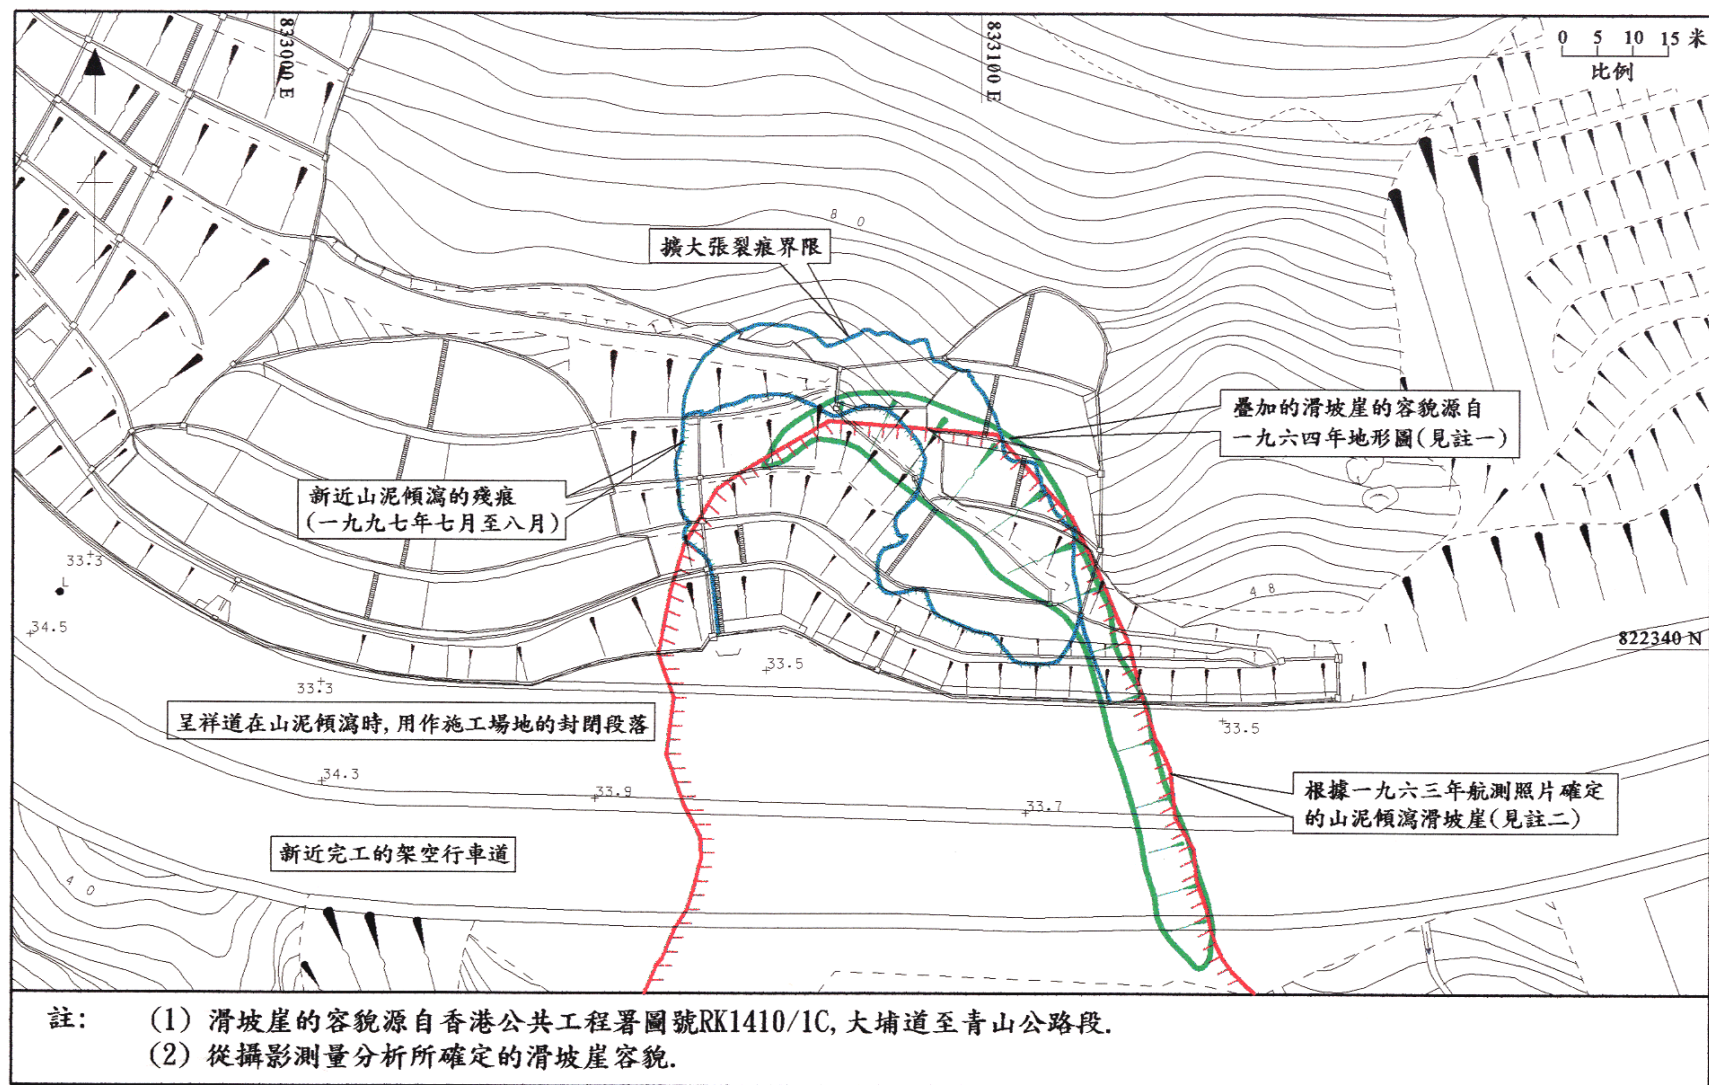 833000 E
833100 E
0 5 10 15 米
比例
80
擴大張裂痕界限
疊加的滑坡崖的容貌源自
一九六四年地形圖(見註一)
新近山泥傾瀉的殘痕
(一九九七年七月至八月)
33.3
L
34.5
48
822340 N
33.5
33.3
呈祥道在山泥傾瀉時,用作施工場地的封閉段落
33.5
34.3
33.9
33.7
根據一九六三年航測照片確定
的山泥傾瀉滑坡崖(見註二)
新近完工的架空行車道
40
註: (1) 滑坡崖的容貌源自香港公共工程署圖號RK1410/1C,大埔道至青山公路段.
(2) 從攝影測量分析所確定的滑坡崖容貌.